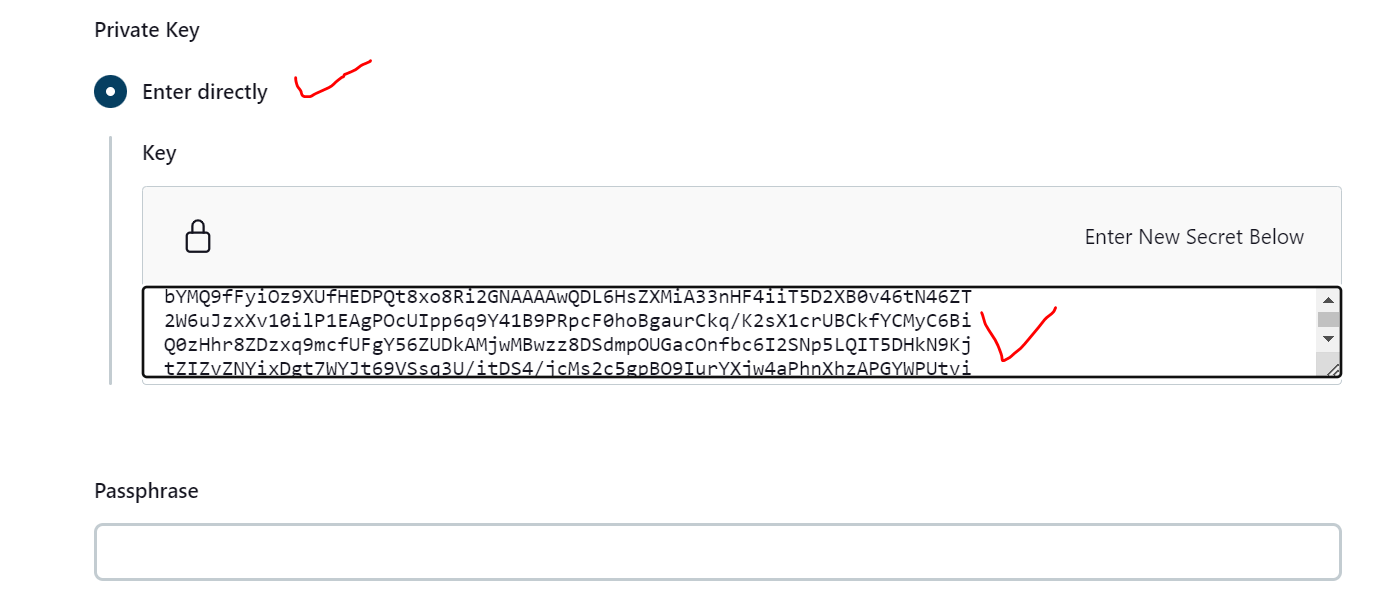 Private Key
Enter directly
Key
Enter New Secret Below
bYMQ9fFyiOz9XUfHEDPQt8xo8Ri2GNAAAAwQDL6HsZXMiA33nHF4iiT5D2XB0v46tN46ZT
2W6uJzxXv10ilP1EAgPOcUIpp6q9Y41B9PRpcF0hoBgaurCkq/K2sX1crUBCkfYCMyC6Bi
Q0zHhr8ZDzxq9mcfUFgY56ZUDkAMjwMBwzz8DSdmpOUGacOnfbc6I2SNp5LQIT5DHkN9Kj
Passphrase